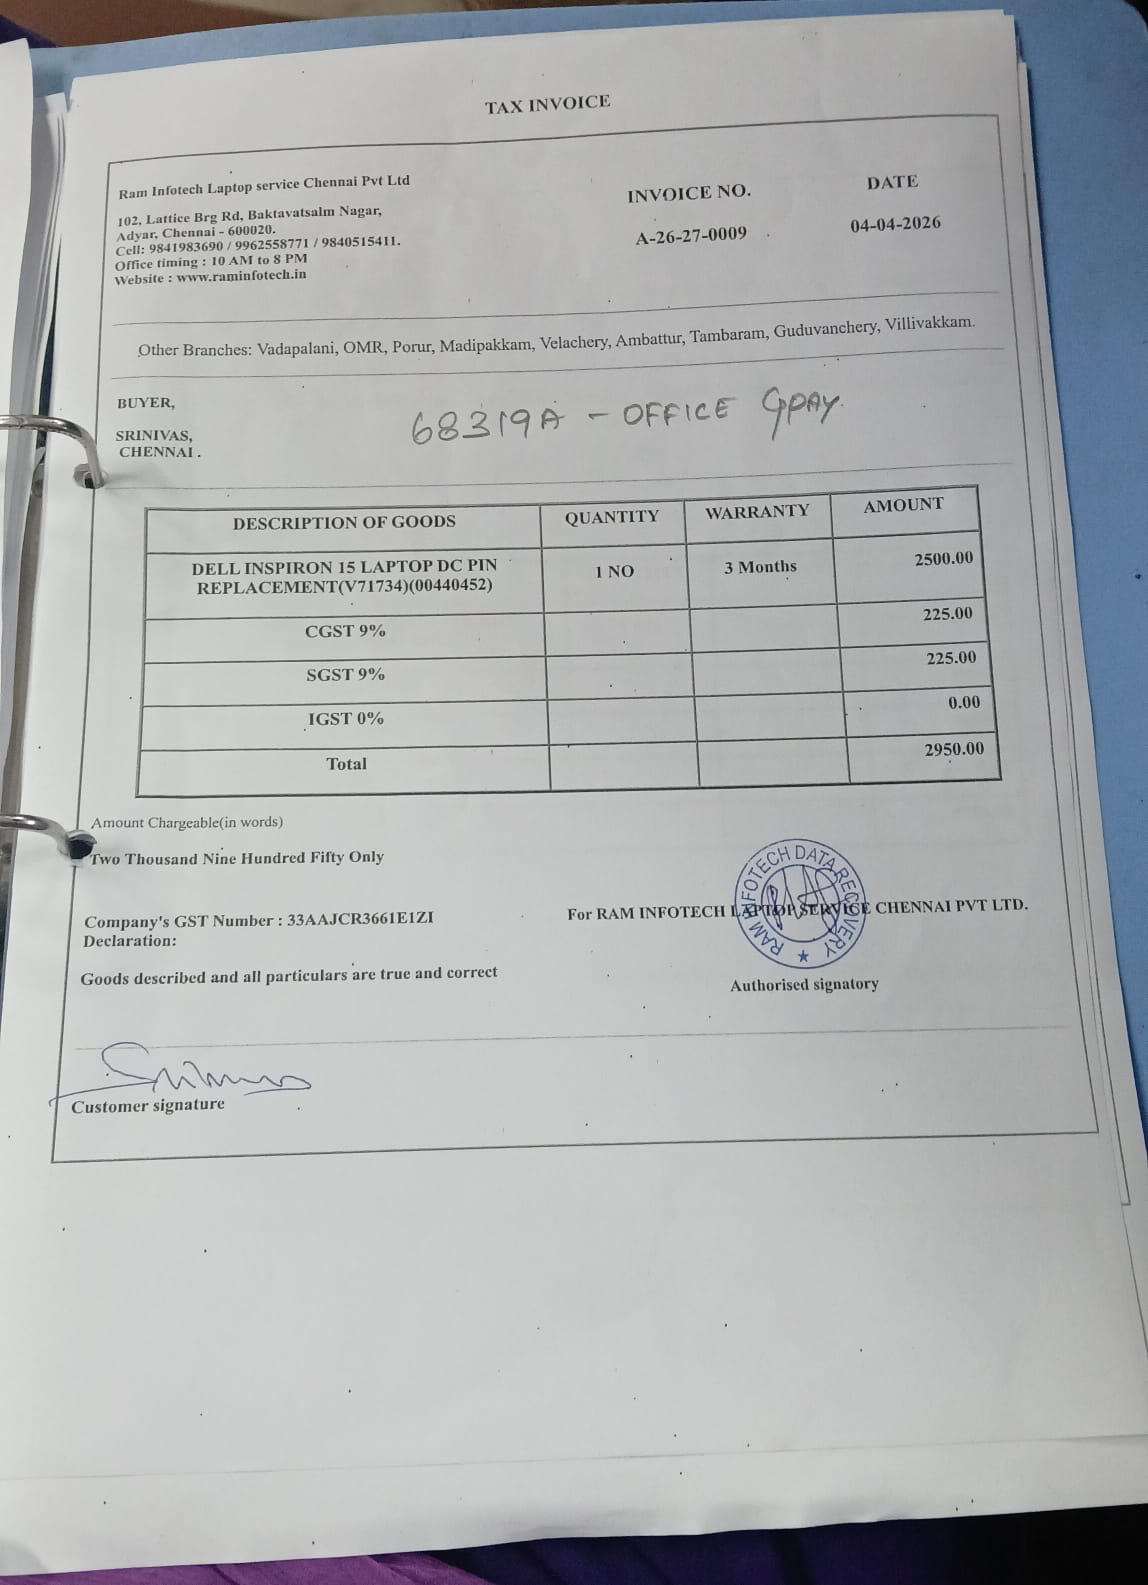 TAX INVOICE
Ram Infotech Laptop service Chennai Pvt Ltd
102, Lattice Brg Rd, Baktavatsalm Nagar,
Adyar, Chennai - 600020.
Cell: 9841983690 / 9962558771 / 9840515411.
Office timing : 10 AM to 8 PM
Website : www.raminfotech.in
INVOICE NO.
A-26-27-0009
DATE
04-04-2026
Other Branches: Vadapalani, OMR, Porur, Madipakkam, Velachery, Ambattur, Tambaram, Guduvanchery, Villivakkam.
BUYER,
SRINIVAS,
CHENNAI .
68319A - OFFICE GPAY.
DESCRIPTION OF GOODS QUANTITY WARRANTY AMOUNT
DELL INSPIRON 15 LAPTOP DC PIN
REPLACEMENT(V71734)(00440452) 1 NO 3 Months 2500.00
CGST 9% 225.00
SGST 9% 225.00
IGST 0% 0.00
Total 2950.00
Amount Chargeable(in words)
Two Thousand Nine Hundred Fifty Only
Company's GST Number : 33AAJCR3661E1ZI
Declaration:
Goods described and all particulars are true and correct
For RAM INFOTECH LAPTOP SERVICE CHENNAI PVT LTD.
RAM INFOTECH DATA RECOVERY
Authorised signatory
Srinivas
Customer signature